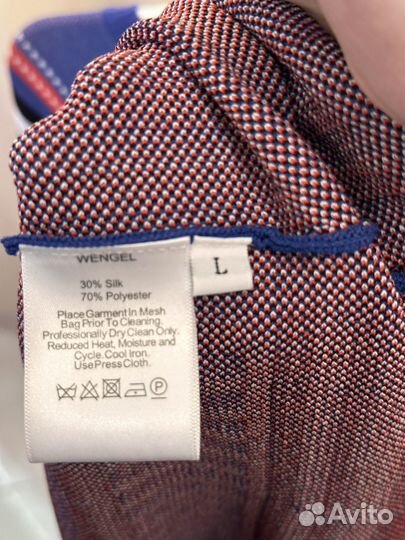 WENGEL
L
30% Silk
70% Polyester
Place Garment In Mesh
Bag Prior To Cleaning.
Professionally Dry Clean Only.
Reduced Heat, Moisture and
Cycle. Cool Iron.
Use Press Cloth.
P
Avito